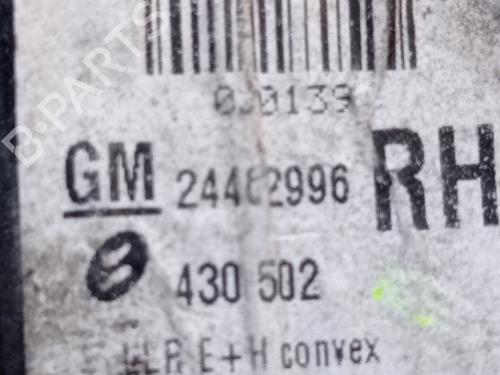 B-PARTS
GM 24462996 RH
430 502
E+H convex